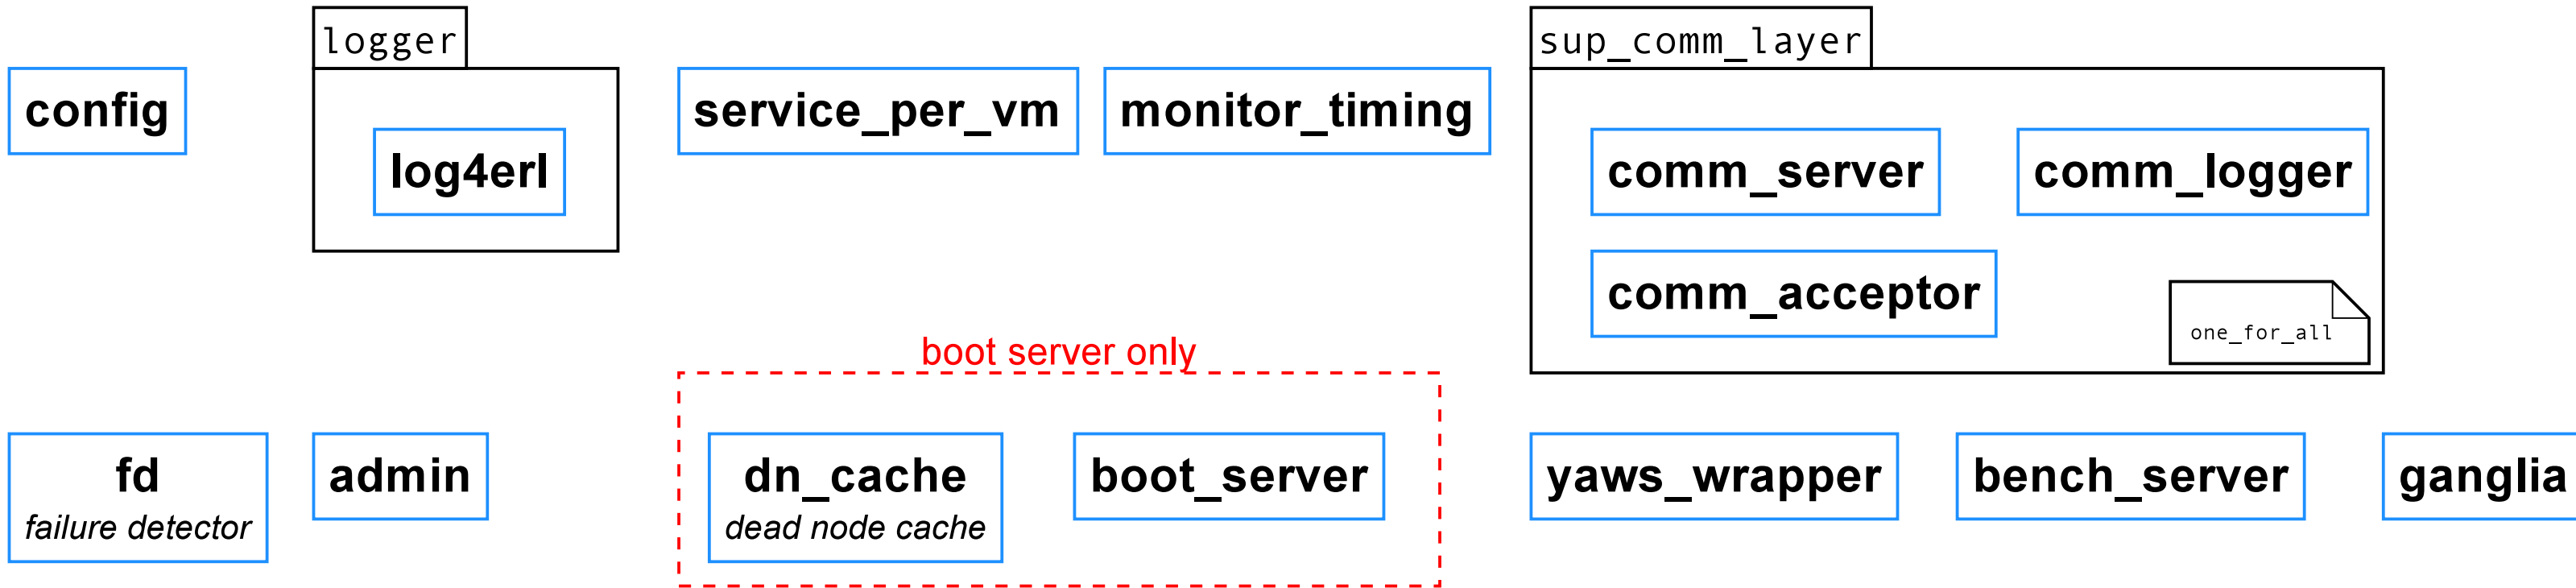 logger
sup_comm_layer
config
service_per_vm
monitor_timing
log4erl
comm_server
comm_logger
comm_acceptor
one_for_all
boot server only
fd
failure detector
admin
dn_cache
dead node cache
boot_server
yaws_wrapper
bench_server
ganglia